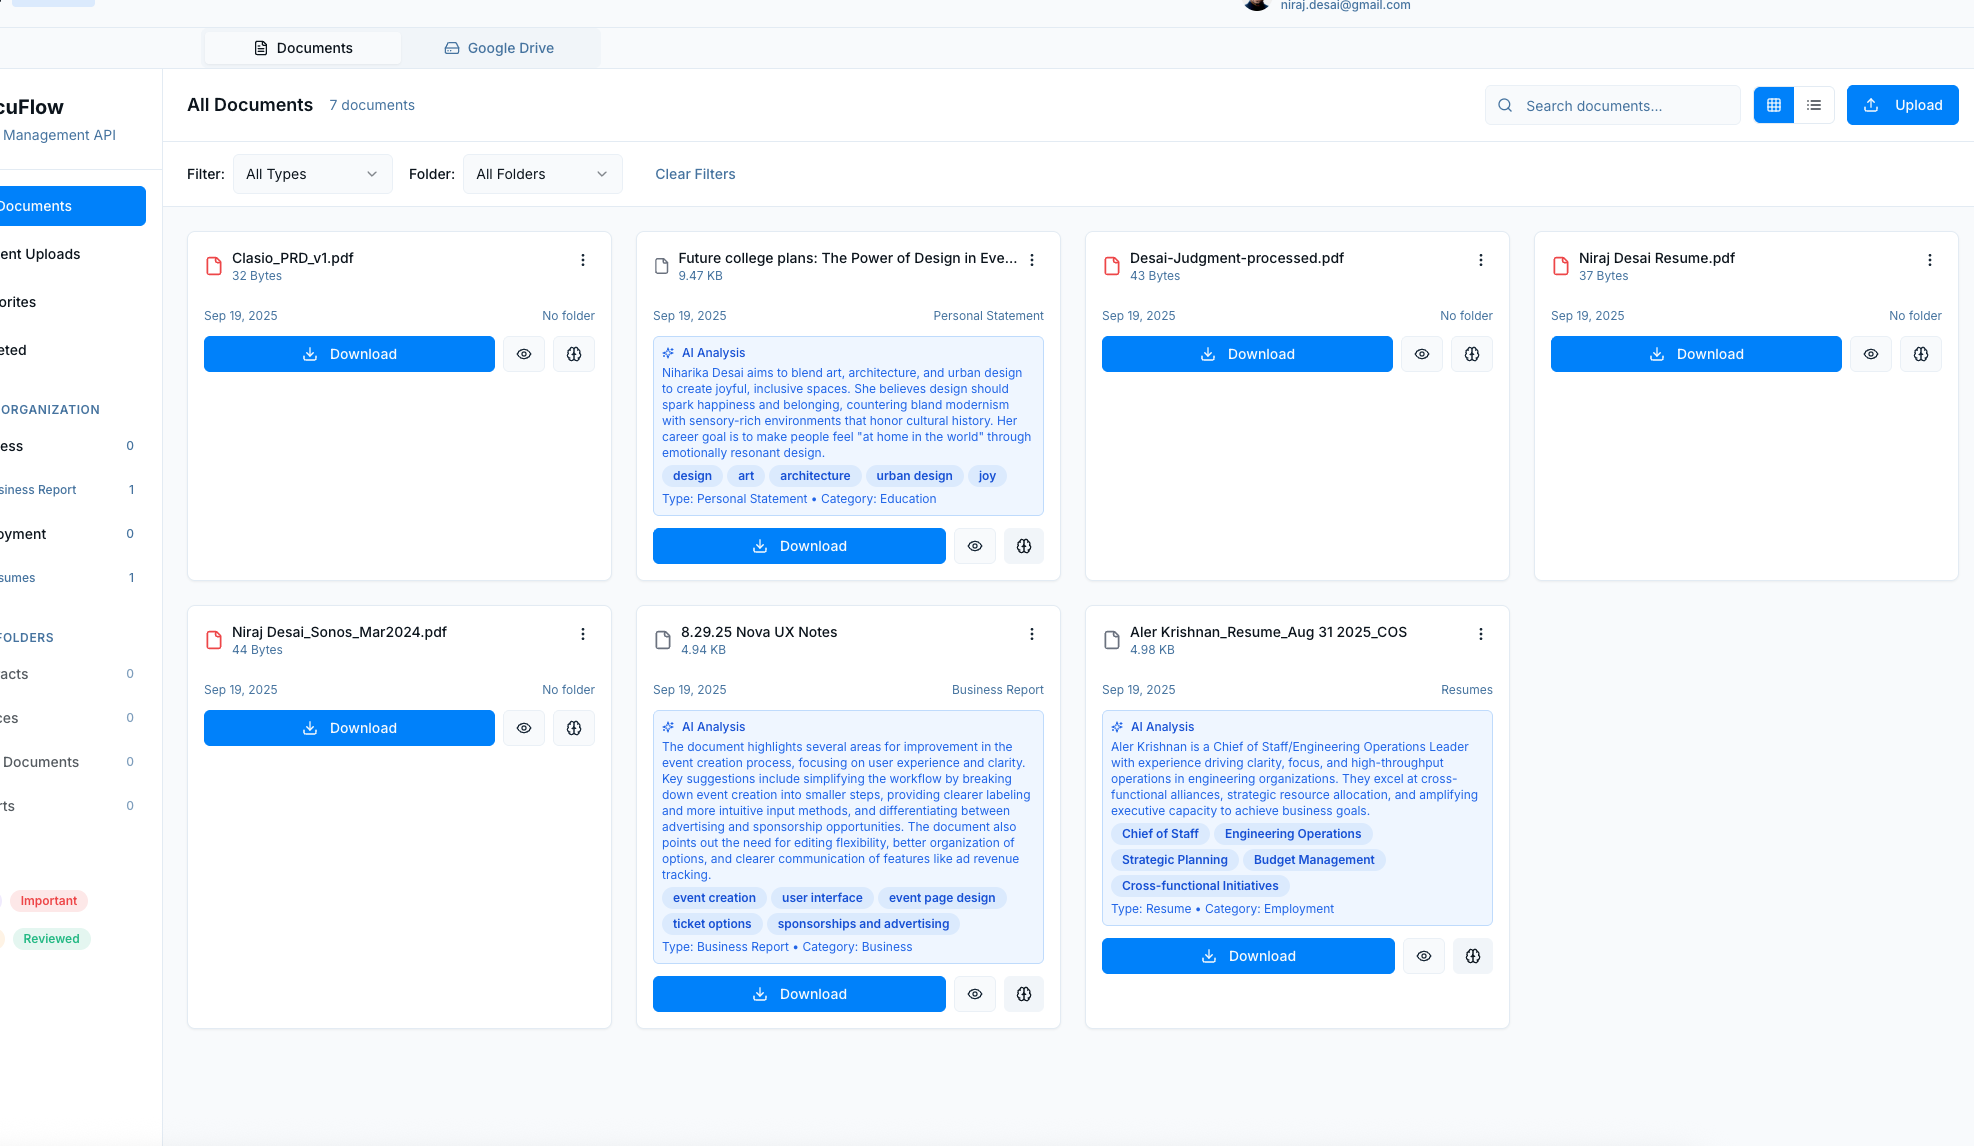 niraj.desai@gmail.com
Documents
Google Drive
cuFlow
Management API
Documents
ent Uploads
orites
eted
ORGANIZATION
ess 0
siness Report 1
oyment 0
sumes 1
FOLDERS
acts 0
ces 0
Documents 0
rts 0
Important
Reviewed
All Documents 7 documents
Search documents...
Upload
Filter: All Types Folder: All Folders Clear Filters
Clasio_PRD_v1.pdf
32 Bytes
Sep 19, 2025 No folder
Download
Future college plans: The Power of Design in Eve...
9.47 KB
Sep 19, 2025 Personal Statement
AI Analysis
Niharika Desai aims to blend art, architecture, and urban design
to create joyful, inclusive spaces. She believes design should
spark happiness and belonging, countering bland modernism
with sensory-rich environments that honor cultural history. Her
career goal is to make people feel "at home in the world" through
emotionally resonant design.
design art architecture urban design joy
Type: Personal Statement • Category: Education
Download
Desai-Judgment-processed.pdf
43 Bytes
Sep 19, 2025 No folder
Download
Niraj Desai Resume.pdf
37 Bytes
Sep 19, 2025 No folder
Download
Niraj Desai_Sonos_Mar2024.pdf
44 Bytes
Sep 19, 2025 No folder
Download
8.29.25 Nova UX Notes
4.94 KB
Sep 19, 2025 Business Report
AI Analysis
The document highlights several areas for improvement in the
event creation process, focusing on user experience and clarity.
Key suggestions include simplifying the workflow by breaking
down event creation into smaller steps, providing clearer labeling
and more intuitive input methods, and differentiating between
advertising and sponsorship opportunities. The document also
points out the need for editing flexibility, better organization of
options, and clearer communication of features like ad revenue
tracking.
event creation user interface event page design
ticket options sponsorships and advertising
Type: Business Report • Category: Business
Download
Aler Krishnan_Resume_Aug 31 2025_COS
4.98 KB
Sep 19, 2025 Resumes
AI Analysis
Aler Krishnan is a Chief of Staff/Engineering Operations Leader
with experience driving clarity, focus, and high-throughput
operations in engineering organizations. They excel at cross-
functional alliances, strategic resource allocation, and amplifying
executive capacity to achieve business goals.
Chief of Staff Engineering Operations
Strategic Planning Budget Management
Cross-functional Initiatives
Type: Resume • Category: Employment
Download